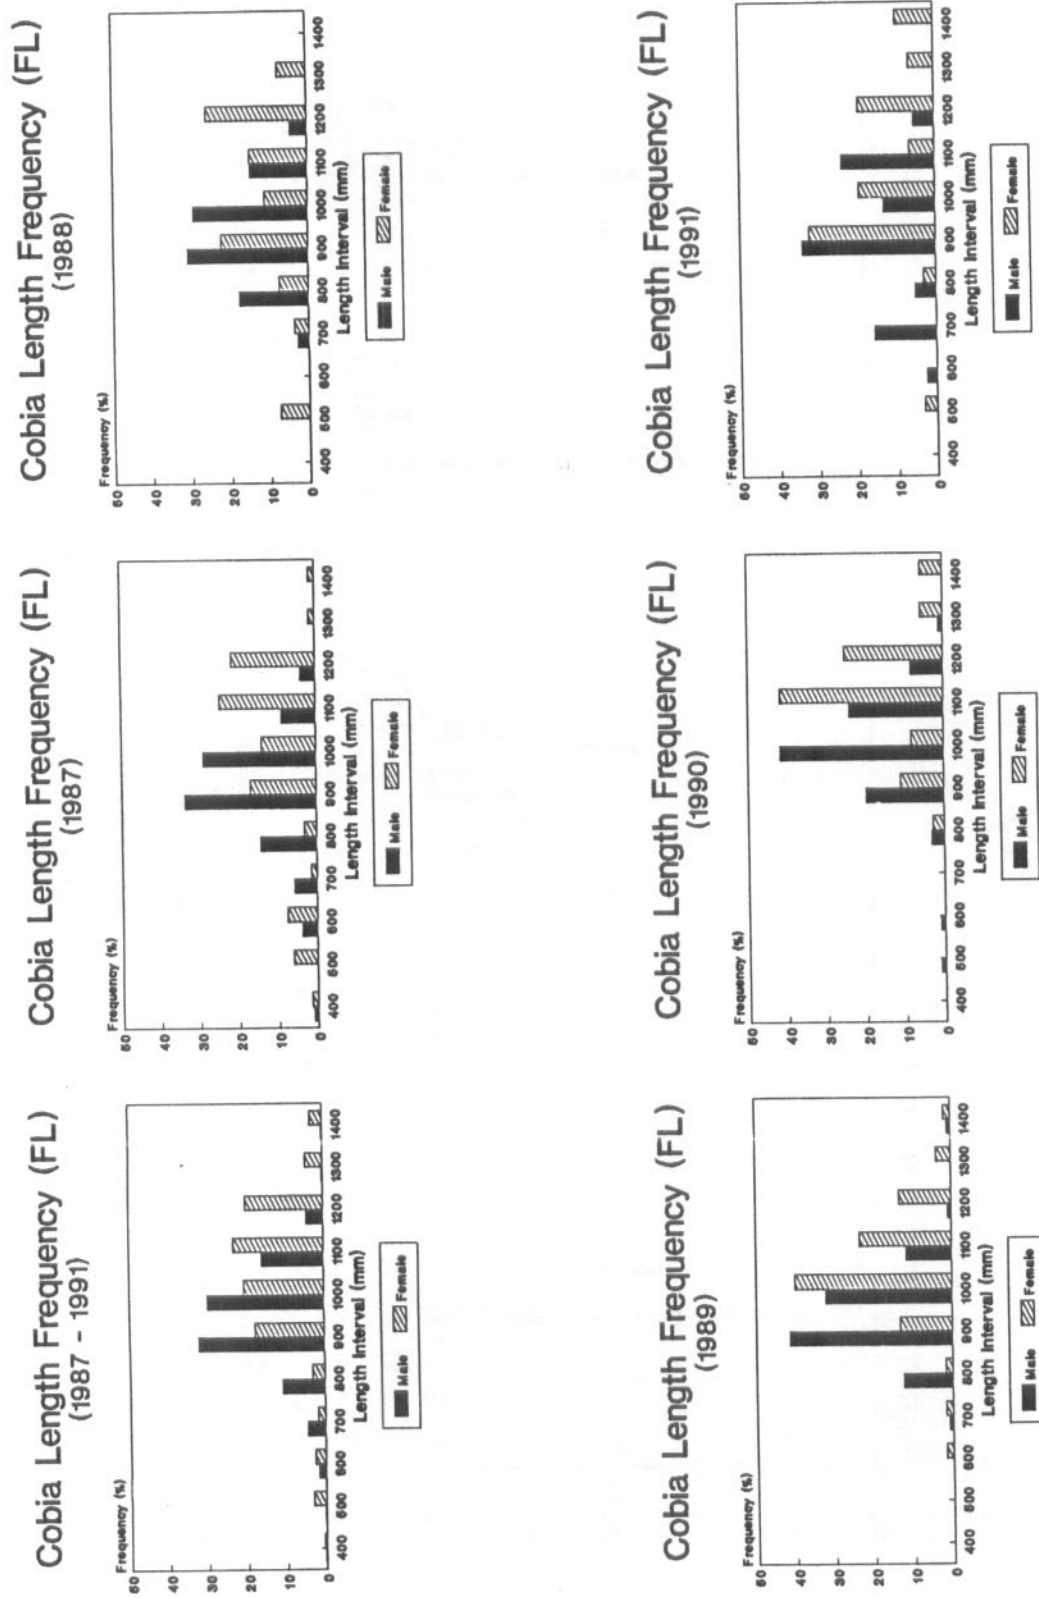 Cobia Length Frequency (FL)
(1987 - 1991)
Frequency (%)
60
50
40
30
20
10
0
400 500 600 700 800 900 1000 1100 1200 1300 1400
Length Interval (mm)
Male Female
Cobia Length Frequency (FL)
(1987)
Frequency (%)
60
50
40
30
20
10
0
400 500 600 700 800 900 1000 1100 1200 1300 1400
Length Interval (mm)
Male Female
Cobia Length Frequency (FL)
(1988)
Frequency (%)
60
50
40
30
20
10
0
400 500 600 700 800 900 1000 1100 1200 1300 1400
Length Interval (mm)
Male Female
Cobia Length Frequency (FL)
(1989)
Frequency (%)
60
50
40
30
20
10
0
400 500 600 700 800 900 1000 1100 1200 1300 1400
Length Interval (mm)
Male Female
Cobia Length Frequency (FL)
(1990)
Frequency (%)
60
50
40
30
20
10
0
400 500 600 700 800 900 1000 1100 1200 1300 1400
Length Interval (mm)
Male Female
Cobia Length Frequency (FL)
(1991)
Frequency (%)
60
50
40
30
20
10
0
400 500 600 700 800 900 1000 1100 1200 1300 1400
Length Interval (mm)
Male Female